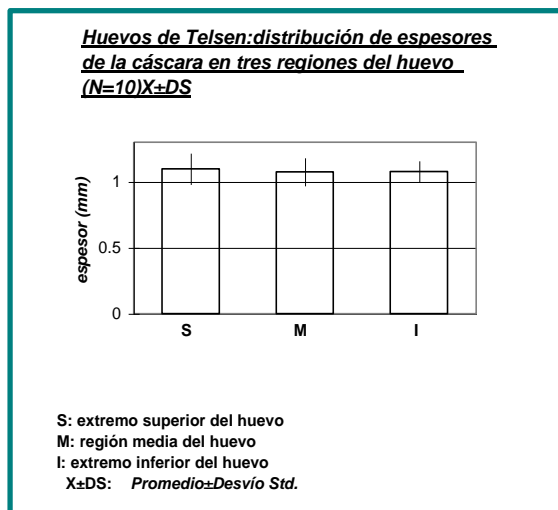 Huevos de Telsen:distribución de espesores
de la cáscara en tres regiones del huevo
(N=10)X±DS
espesor (mm)
1
0.5
0
S M I
S: extremo superior del huevo
M: región media del huevo
I: extremo inferior del huevo
X±DS: Promedio±Desvío Std.